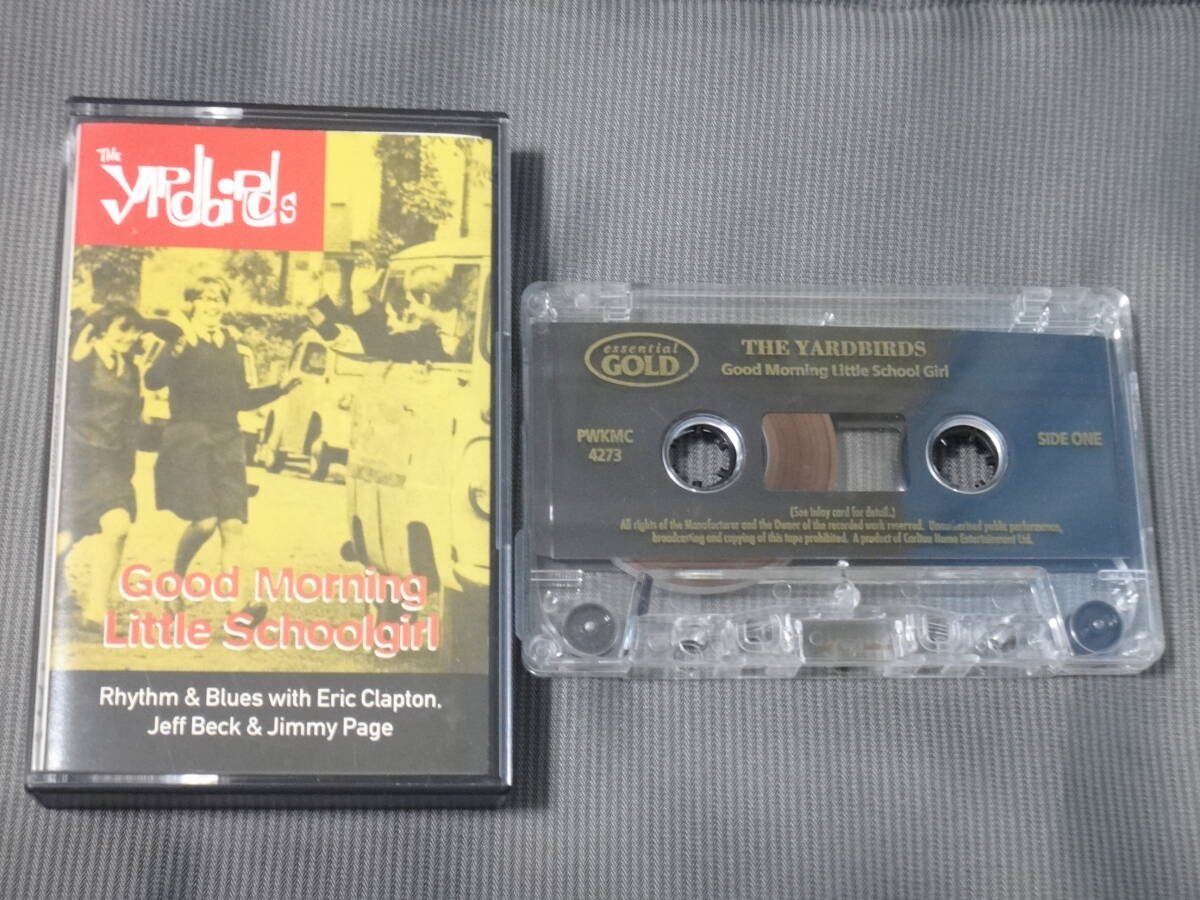 The
Yardbirds
Good Morning
Little Schoolgirl
Rhythm & Blues with Eric Clapton,
Jeff Beck & Jimmy Page
essential
GOLD
THE YARDBIRDS
Good Morning Little School Girl
PWKMC
4273
SIDE ONE
(See inlay card for detail.)
All rights of the Manufacturer and the Owner of the recorded work reserved. Unauthorised public performance,
broadcasting and copying of this tape prohibited. A product of Carlton Home Entertainment Ltd.